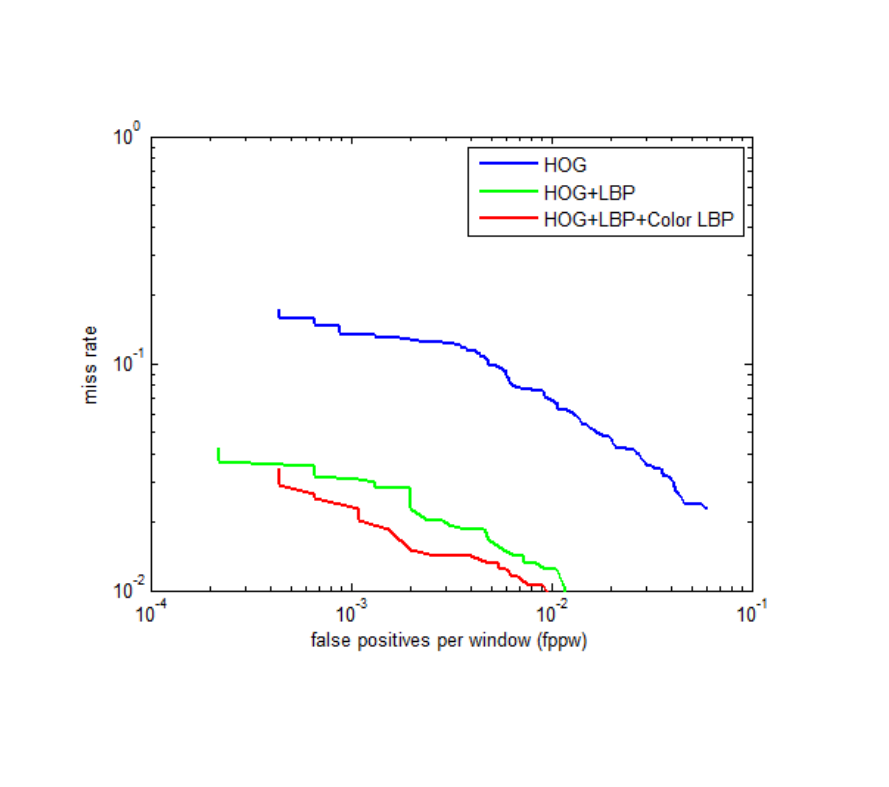 10^0
HOG
HOG+LBP
HOG+LBP+Color LBP
miss rate
10^-1
10^-2
10^-4
10^-3
10^-2
10^-1
false positives per window (fppw)